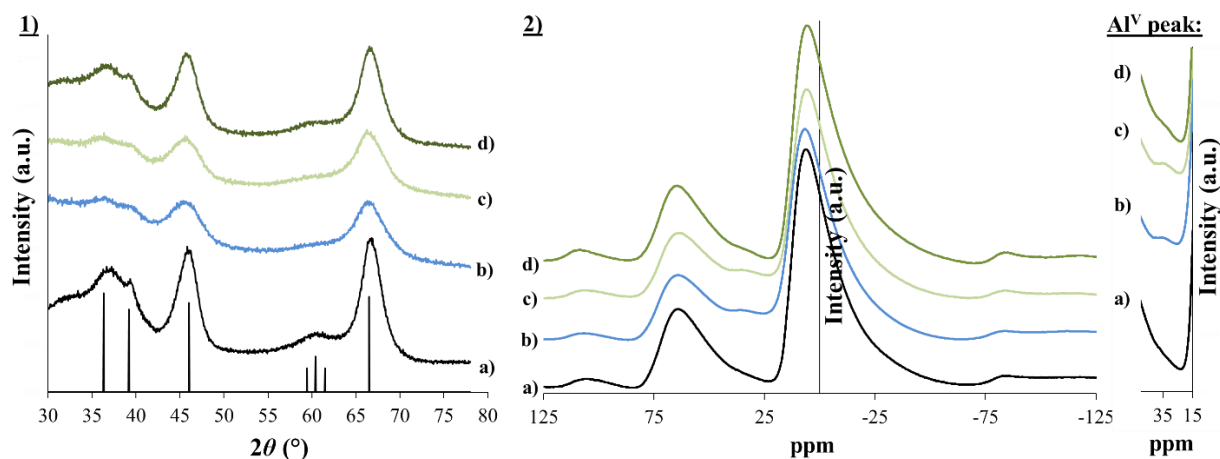 1)
Intensity (a.u.)
d)
c)
b)
a)
30 35 40 45 50 55 60 65 70 75 80
2θ (°)
2)
d)
c)
b)
a)
Intensity (a.u.)
125 75 25 -25 -75 -125
ppm
Alⱽ peak:
d)
c)
b)
a)
Intensity (a.u.)
35 15
ppm